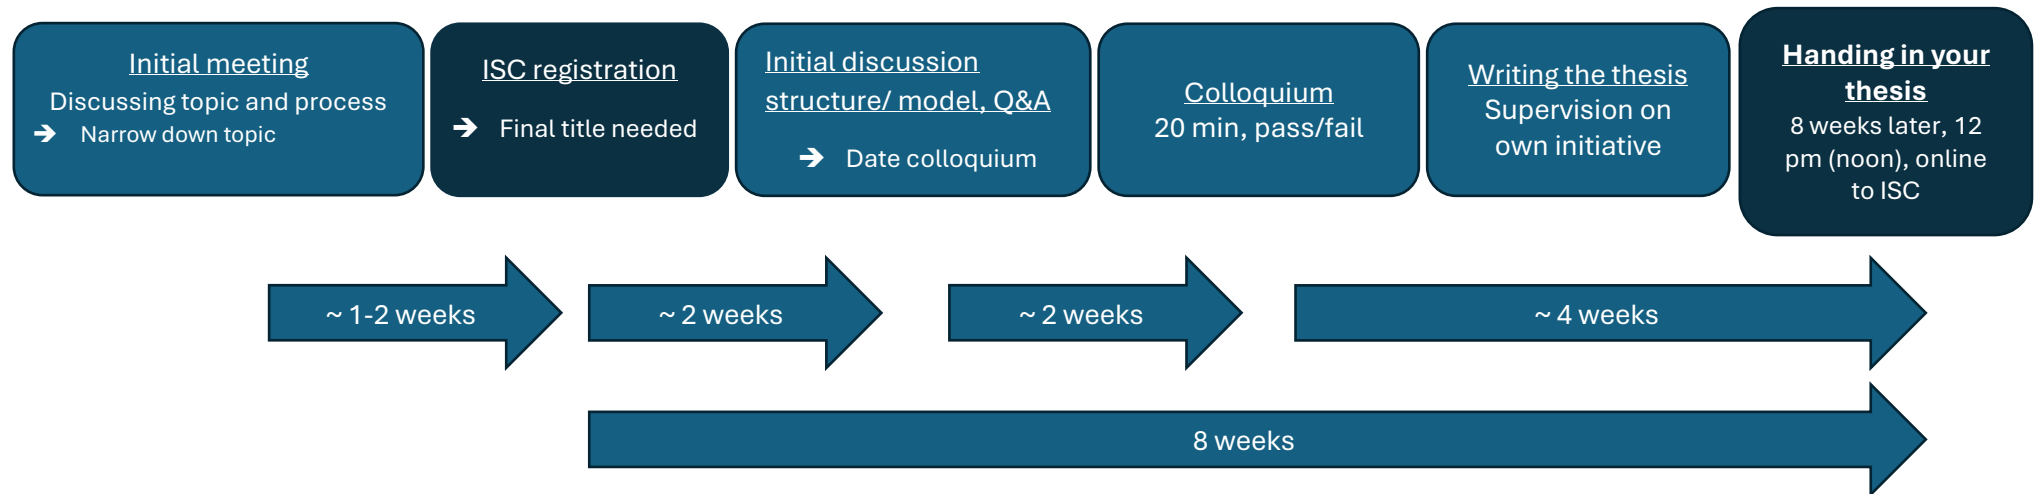 Initial meeting
Discussing topic and process
➔ Narrow down topic
ISC registration
➔ Final title needed
Initial discussion
structure/ model, Q&A
➔ Date colloquium
Colloquium
20 min, pass/fail
Writing the thesis
Supervision on
own initiative
Handing in your
thesis
8 weeks later, 12
pm (noon), online
to ISC
~ 1-2 weeks
~ 2 weeks
~ 2 weeks
~ 4 weeks
8 weeks